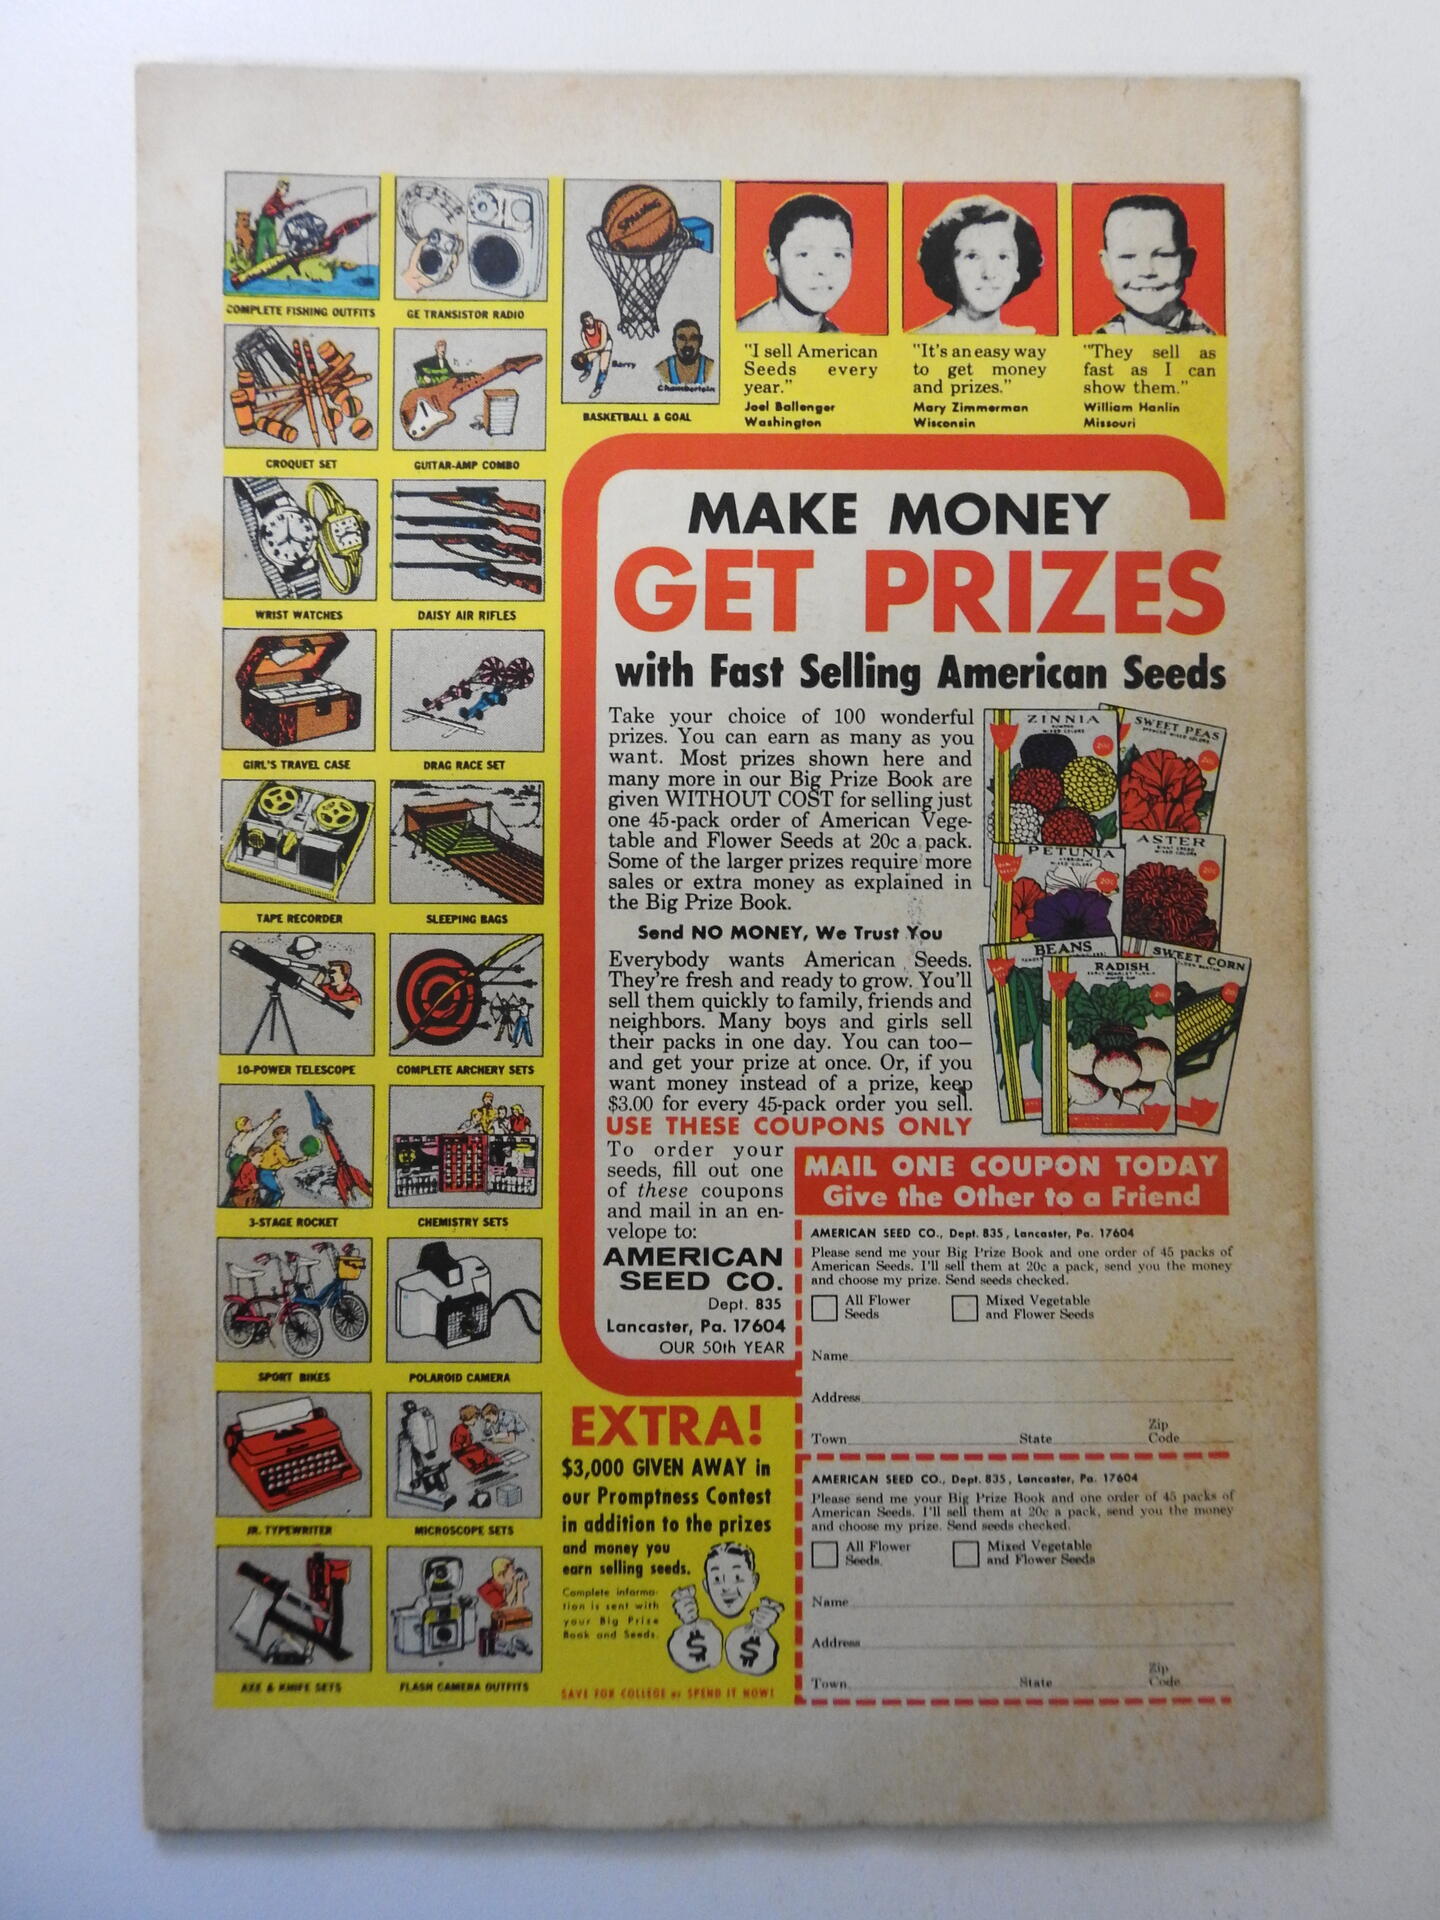 COMPLETE FISHING OUTFITS
GE TRANSISTOR RADIO
CROQUET SET
GUITAR-AMP COMBO
WRIST WATCHES
DAISY AIR RIFLES
GIRL'S TRAVEL CASE
DRAG RACE SET
TAPE RECORDER
SLEEPING BAGS
10-POWER TELESCOPE
COMPLETE ARCHERY SETS
3-STAGE ROCKET
CHEMISTRY SETS
SPORT BIKES
POLAROID CAMERA
JR. TYPEWRITER
MICROSCOPE SETS
AXE & KNIFE SETS
FLASH CAMERA OUTFITS
SPALDING
Barry
Chamberlain
BASKETBALL & GOAL
"I sell American
Seeds every
year."
Joel Ballenger
Washington
"It's an easy way
to get money
and prizes."
Mary Zimmerman
Wisconsin
"They sell as
fast as I can
show them."
William Hanlin
Missouri
MAKE MONEY
GET PRIZES
with Fast Selling American Seeds
Take your choice of 100 wonderful
prizes. You can earn as many as you
want. Most prizes shown here and
many more in our Big Prize Book are
given WITHOUT COST for selling just
one 45-pack order of American Vege-
table and Flower Seeds at 20c a pack.
Some of the larger prizes require more
sales or extra money as explained in
the Big Prize Book.
Send NO MONEY, We Trust You
Everybody wants American Seeds.
They're fresh and ready to grow. You'll
sell them quickly to family, friends and
neighbors. Many boys and girls sell
their packs in one day. You can too—
and get your prize at once. Or, if you
want money instead of a prize, keep
$3.00 for every 45-pack order you sell.
USE THESE COUPONS ONLY
To order your
seeds, fill out one
of these coupons
and mail in an en-
velope to:
AMERICAN
SEED CO.
Dept. 835
Lancaster, Pa. 17604
OUR 50th YEAR
ZINNIA
MIXED COLORS
20c
SWEET PEAS
20c
PETUNIA
MIXED COLORS
20c
ASTER
MIXED COLORS
20c
BEANS
RADISH
20c
SWEET CORN
20c
MAIL ONE COUPON TODAY
Give the Other to a Friend
AMERICAN SEED CO., Dept. 835, Lancaster, Pa. 17604
Please send me your Big Prize Book and one order of 45 packs of
American Seeds. I'll sell them at 20c a pack, send you the money
and choose my prize. Send seeds checked.
All Flower
Seeds
Mixed Vegetable
and Flower Seeds
Name
Address
Town State Zip Code
AMERICAN SEED CO., Dept. 835, Lancaster, Pa. 17604
Please send me your Big Prize Book and one order of 45 packs of
American Seeds. I'll sell them at 20c a pack, send you the money
and choose my prize. Send seeds checked.
All Flower
Seeds
Mixed Vegetable
and Flower Seeds
Name
Address
Town State Zip Code
EXTRA!
$3,000 GIVEN AWAY in
our Promptness Contest
in addition to the prizes
and money you
earn selling seeds.
Complete informa-
tion is sent with
your Big Prize
Book and Seeds.
$ $
SAVE FOR COLLEGE or SPEND IT NOW!